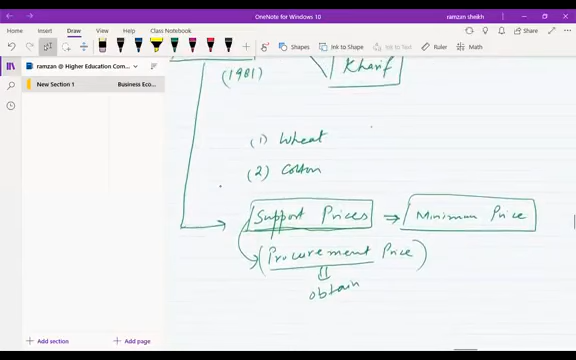 OneNote for Windows 10
ramzan sheikh
Home Insert Draw View Help Class Notebook
Share
Shapes Ink to Shape Ink to Text Ruler Math
ramzan @ Higher Education Com...
New Section 1
Business Eco...
(1981)
Kharif
(1) Wheat
(2) Cotton
Support Prices ⇒ Minimum Price
(Procurement Price)
obtain
+ Add section
+ Add page